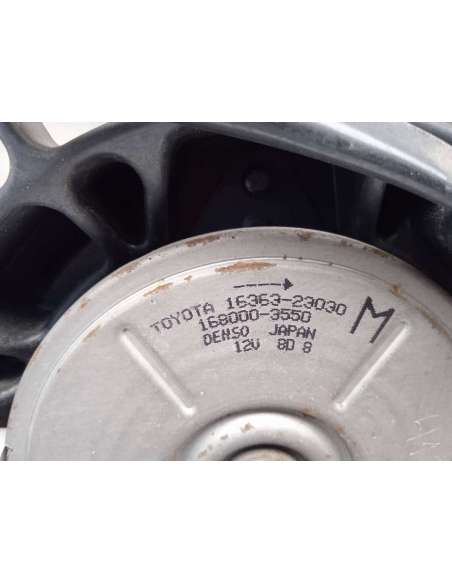 TOYOTA 16363-23030
168000-3550
DENSO JAPAN
12V 8D 8
M